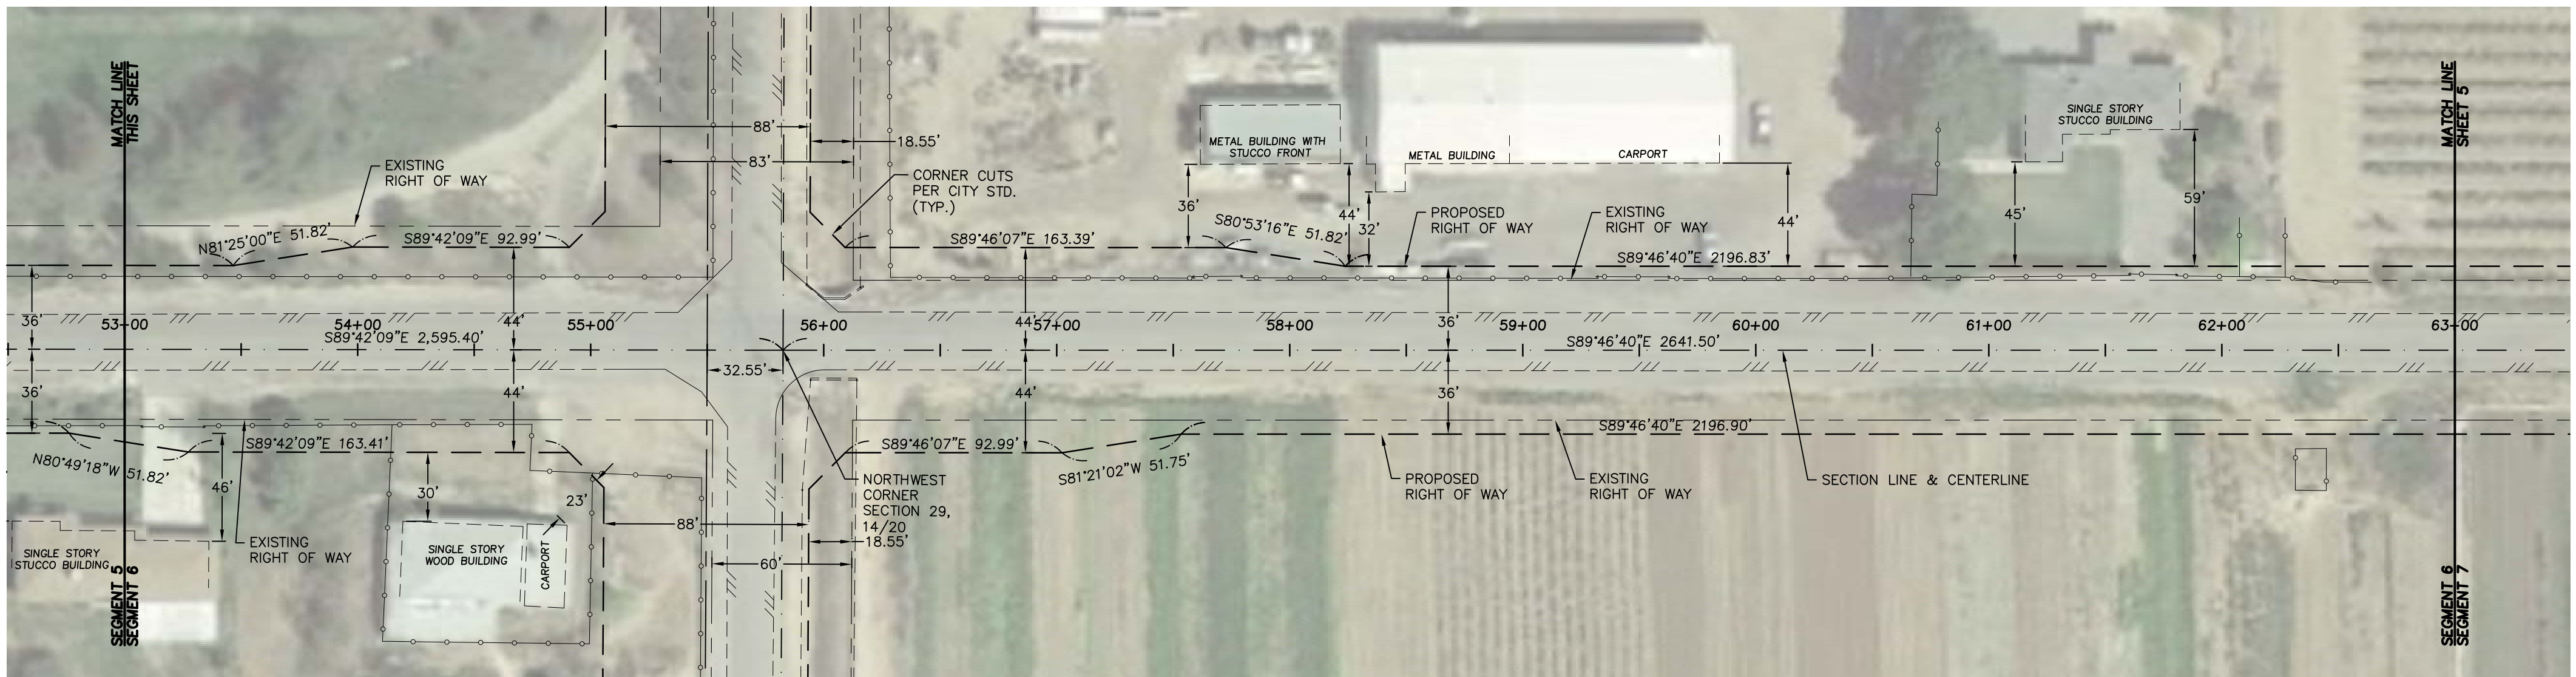 MATCH LINE
THIS SHEET
EXISTING
RIGHT OF WAY
N81°25'00"E 51.82'
S89°42'09"E 92.99'
88'
83'
18.55'
CORNER CUTS
PER CITY STD.
(TYP.)
S89°46'07"E 163.39'
METAL BUILDING WITH
STUCCO FRONT
METAL BUILDING
CARPORT
36'
44'
32'
S80°53'16"E 51.82'
PROPOSED
RIGHT OF WAY
EXISTING
RIGHT OF WAY
44'
S89°46'40"E 2196.83'
SINGLE STORY
STUCCO BUILDING
45'
59'
MATCH LINE
SHEET 5
36'
44'
44'
36'
53+00
54+00
55+00
56+00
57+00
58+00
59+00
60+00
61+00
62+00
63+00
S89°42'09"E 2,595.40'
S89°46'40"E 2641.50'
32.55'
36'
44'
44'
36'
S89°42'09"E 163.41'
N80°49'18"W 51.82'
46'
30'
23'
S89°46'07"E 92.99'
S81°21'02"W 51.75'
S89°46'40"E 2196.90'
NORTHWEST
CORNER
SECTION 29,
14/20
PROPOSED
RIGHT OF WAY
EXISTING
RIGHT OF WAY
SECTION LINE & CENTERLINE
88'
18.55'
60'
EXISTING
RIGHT OF WAY
SINGLE STORY
STUCCO BUILDING
SINGLE STORY
WOOD BUILDING
CARPORT
SEGMENT 5
SEGMENT 6
SEGMENT 6
SEGMENT 7